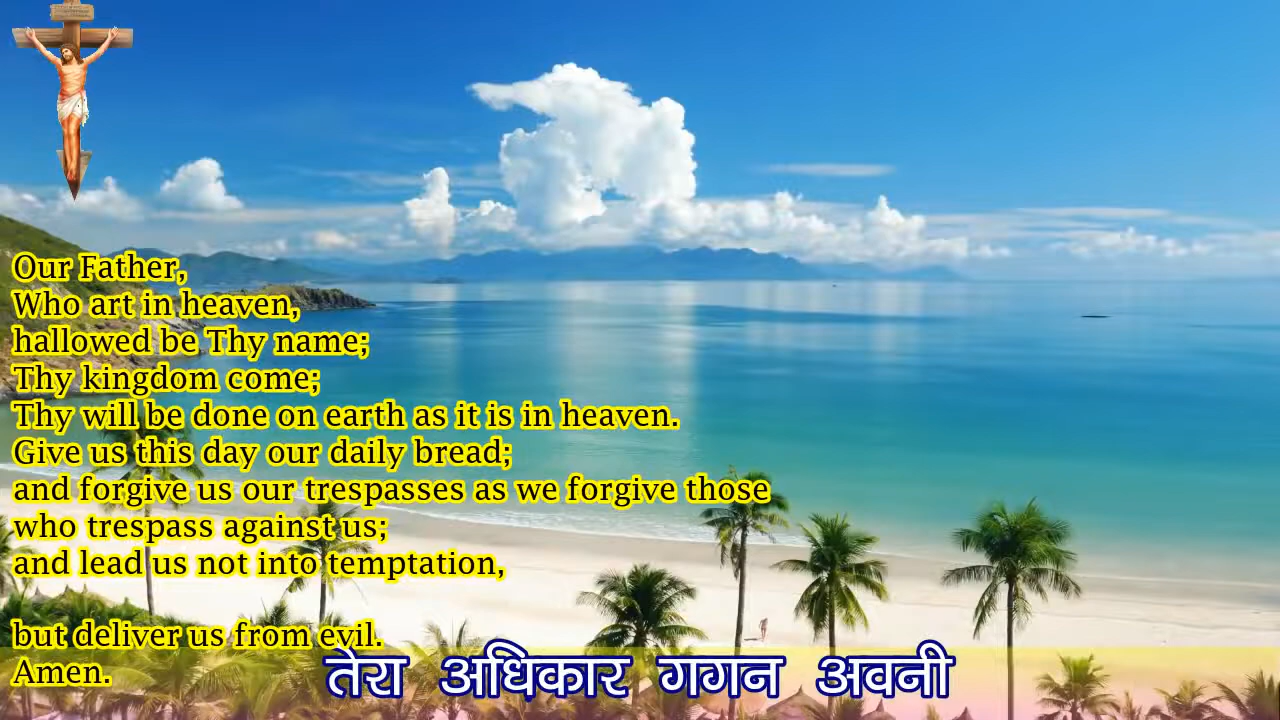 Our Father,
Who art in heaven,
hallowed be Thy name;
Thy kingdom come;
Thy will be done on earth as it is in heaven.
Give us this day our daily bread;
and forgive us our trespasses as we forgive those
who trespass against us;
and lead us not into temptation,
but deliver us from evil.
Amen.
तेरा अधिकार गगन अवनी